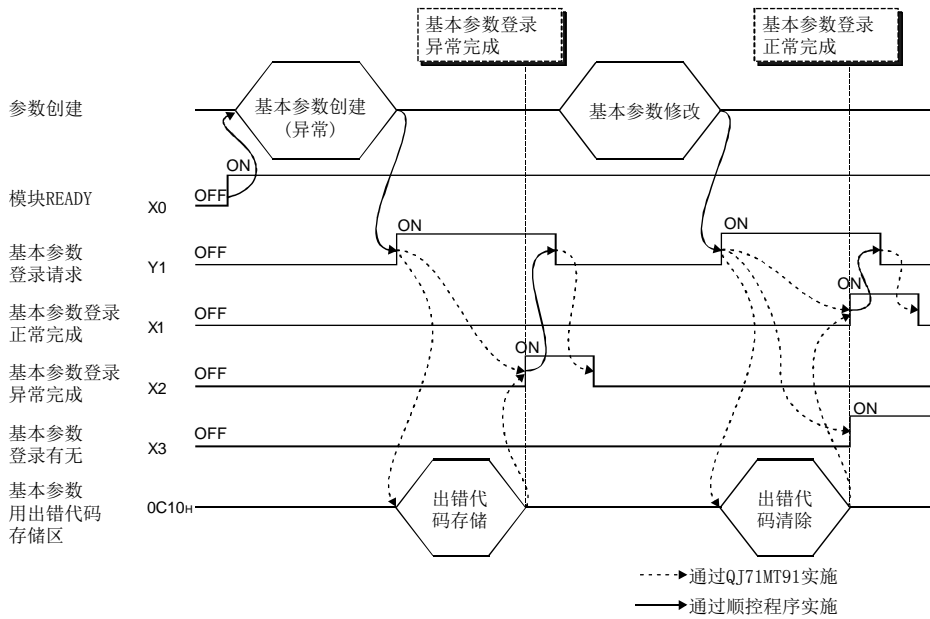 基本参数登录
异常完成
基本参数登录
正常完成
参数创建
基本参数创建
(异常)
基本参数修改
模块READY
X0
OFF
ON
基本参数
登录请求
Y1
OFF
ON
ON
基本参数登录
正常完成
X1
OFF
ON
基本参数登录
异常完成
X2
OFF
ON
基本参数
登录有无
X3
OFF
ON
基本参数
用出错代码
存储区
0C10H
出错代
码存储
出错代
码清除
通过QJ71MT91实施
通过顺控程序实施